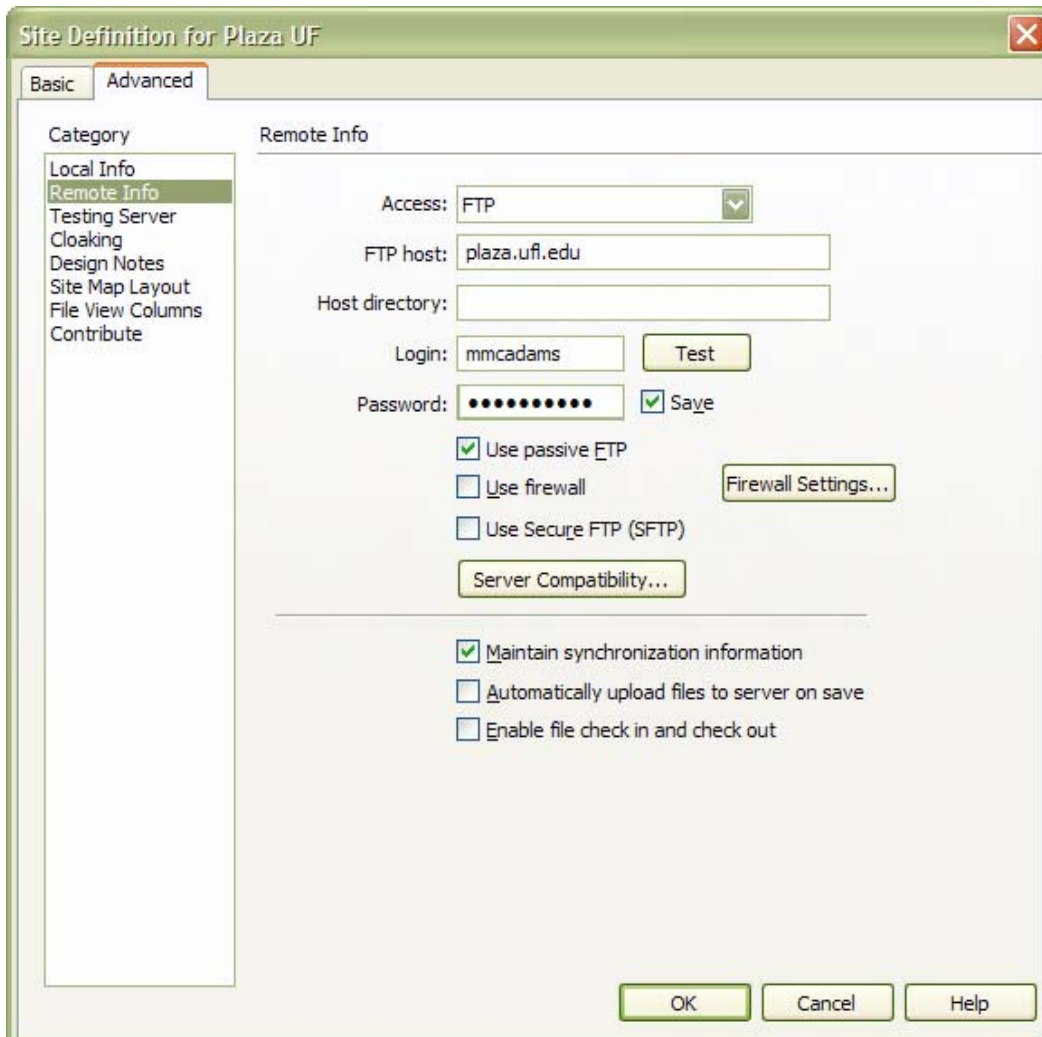 Site Definition for Plaza UF
Basic
Advanced
Category
Local Info
Remote Info
Testing Server
Cloaking
Design Notes
Site Map Layout
File View Columns
Contribute
Remote Info
Access: FTP
FTP host: plaza.ufl.edu
Host directory:
Login: mmcadams
Test
Password: ●●●●●●●●●●
Save
Use passive FTP
Use firewall
Firewall Settings...
Use Secure FTP (SFTP)
Server Compatibility...
Maintain synchronization information
Automatically upload files to server on save
Enable file check in and check out
OK
Cancel
Help